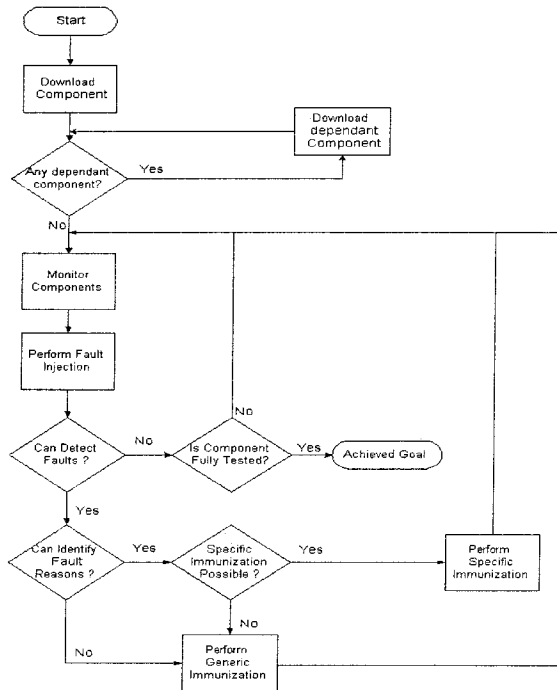 Start
Download
Component
Download
dependant
Component
Any dependant
component?
Yes
No
Monitor
Components
Perform Fault
Injection
No
Can Detect
Faults ?
No
Is Component
Fully Tested?
Yes
Achieved Goal
Yes
Can Identify
Fault
Reasons ?
Yes
Specific
Immunization
Possible ?
Yes
Perform
Specific
Immunization
No
No
Perform
Generic
Immunization